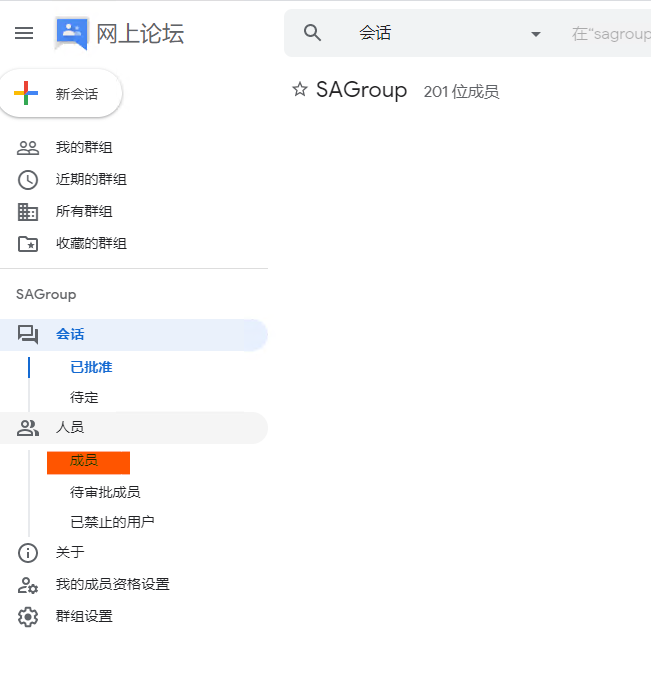 网上论坛
会话
在“sagroup
新会话
SAGroup 201 位成员
我的群组
近期的群组
所有群组
收藏的群组
SAGroup
会话
已批准
待定
人员
成员
待审批成员
已禁止的用户
关于
我的成员资格设置
群组设置